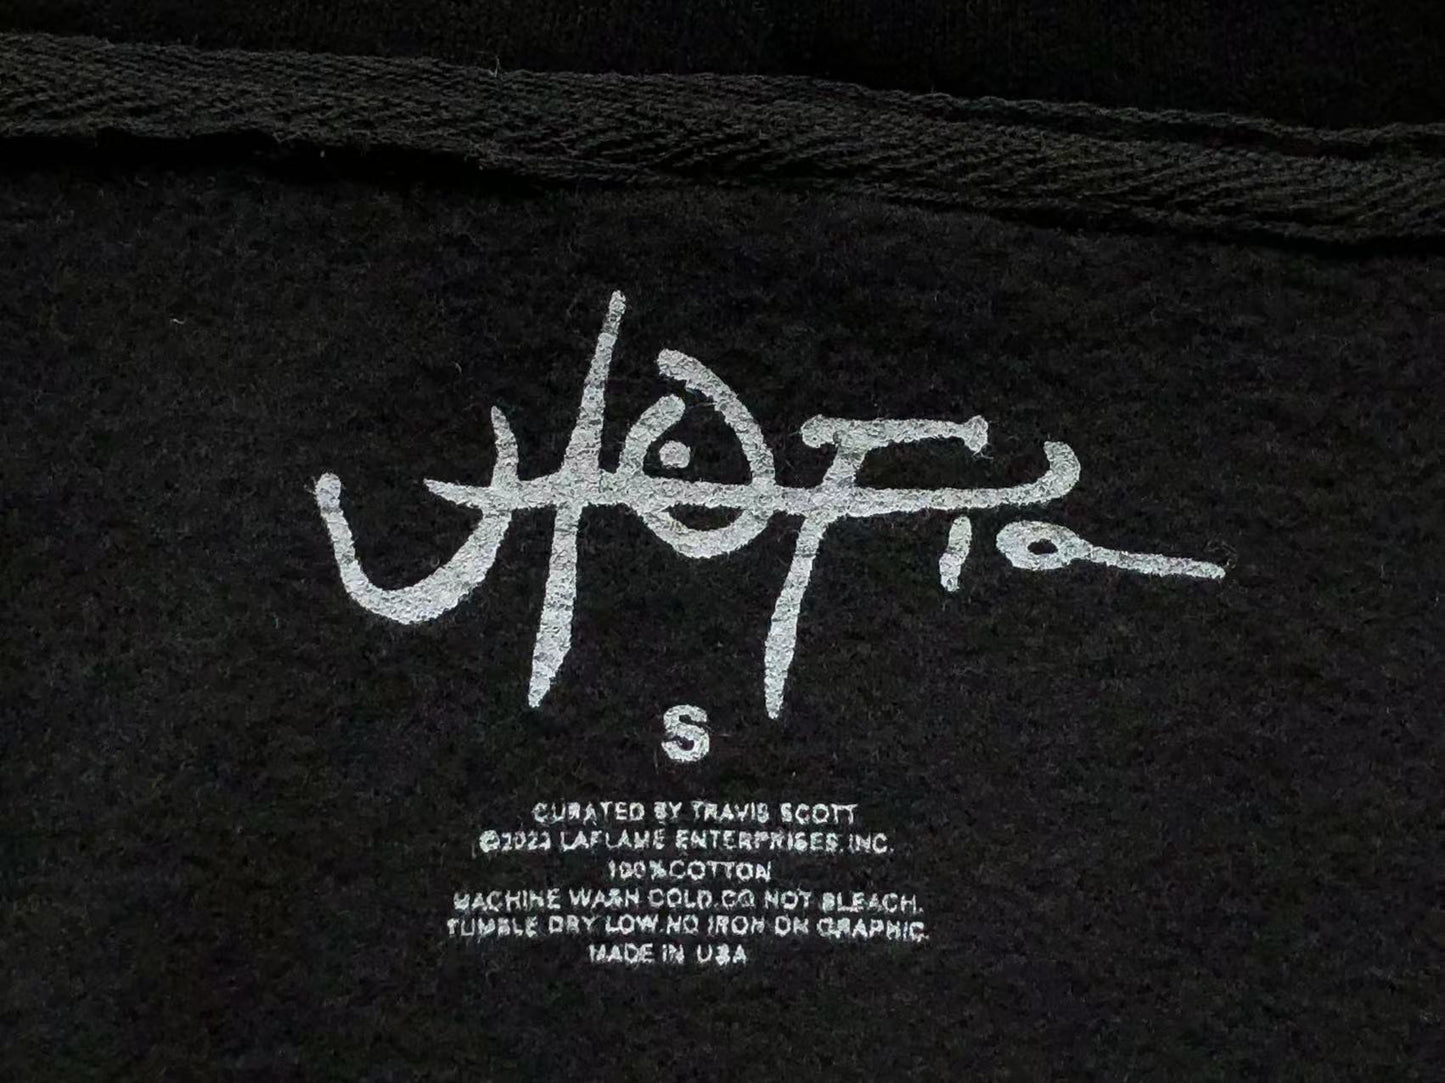 UTOPIA
S
CURATED BY TRAVIS SCOTT
©2023 LAFLAME ENTERPRISES, INC.
100% COTTON
MACHINE WASH COLD. DO NOT BLEACH.
TUMBLE DRY LOW. NO IRON ON GRAPHIC.
MADE IN USA